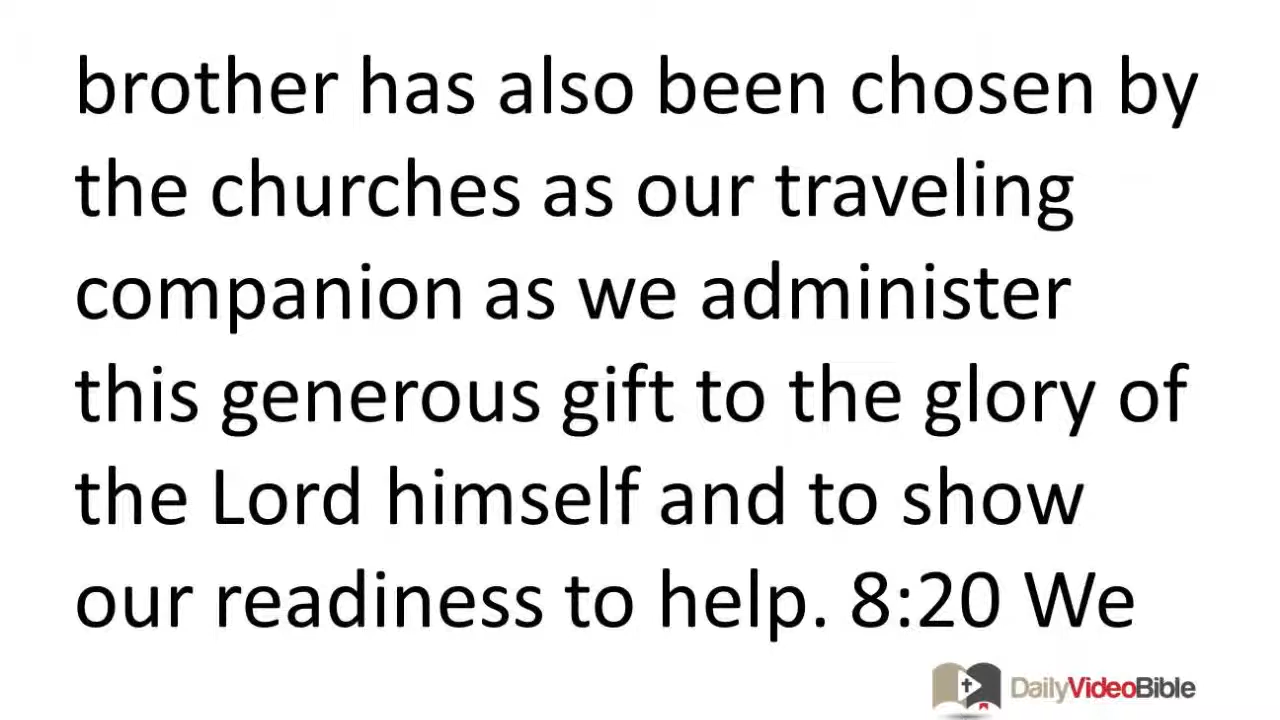 brother has also been chosen by
the churches as our traveling
companion as we administer
this generous gift to the glory of
the Lord himself and to show
our readiness to help. 8:20 We
DailyVideoBible